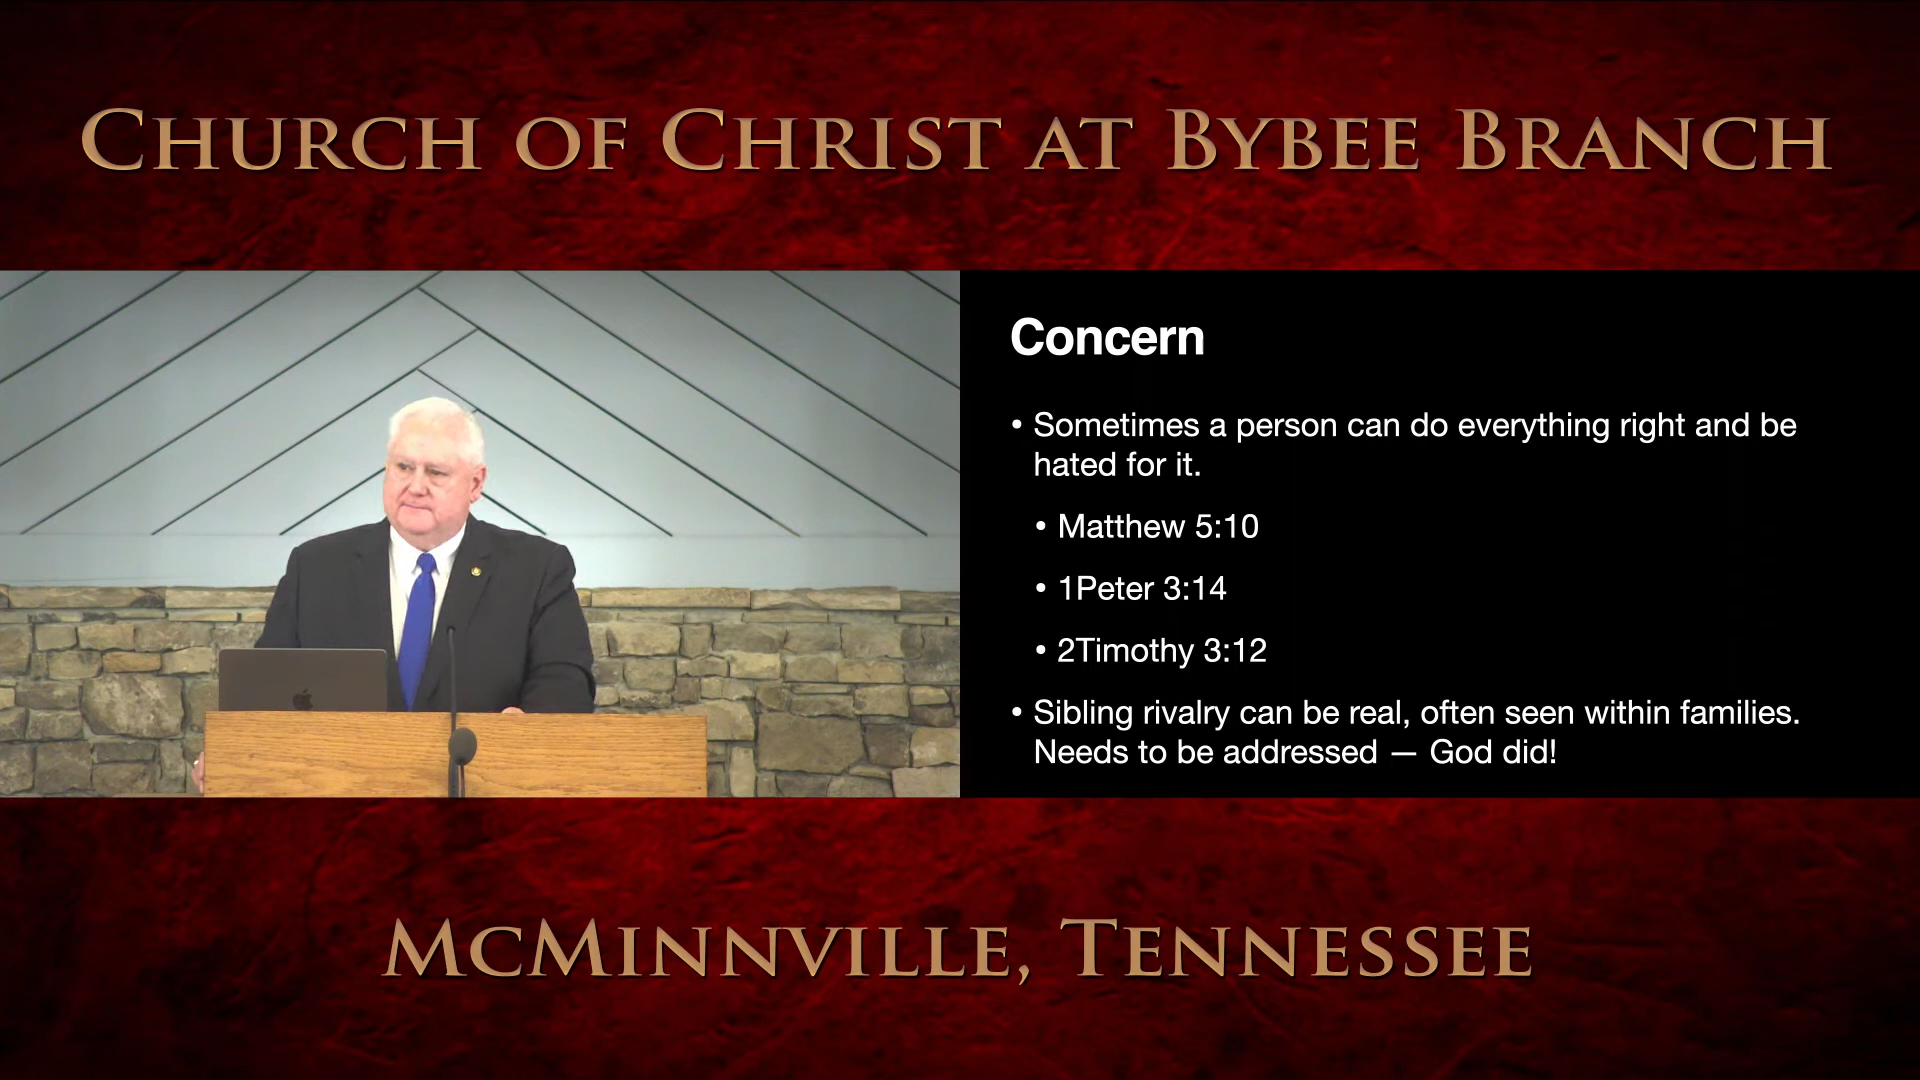 Church of Christ at Bybee Branch
Concern
• Sometimes a person can do everything right and be
hated for it.
• Matthew 5:10
• 1Peter 3:14
• 2Timothy 3:12
• Sibling rivalry can be real, often seen within families.
Needs to be addressed — God did!
McMinnville, Tennessee